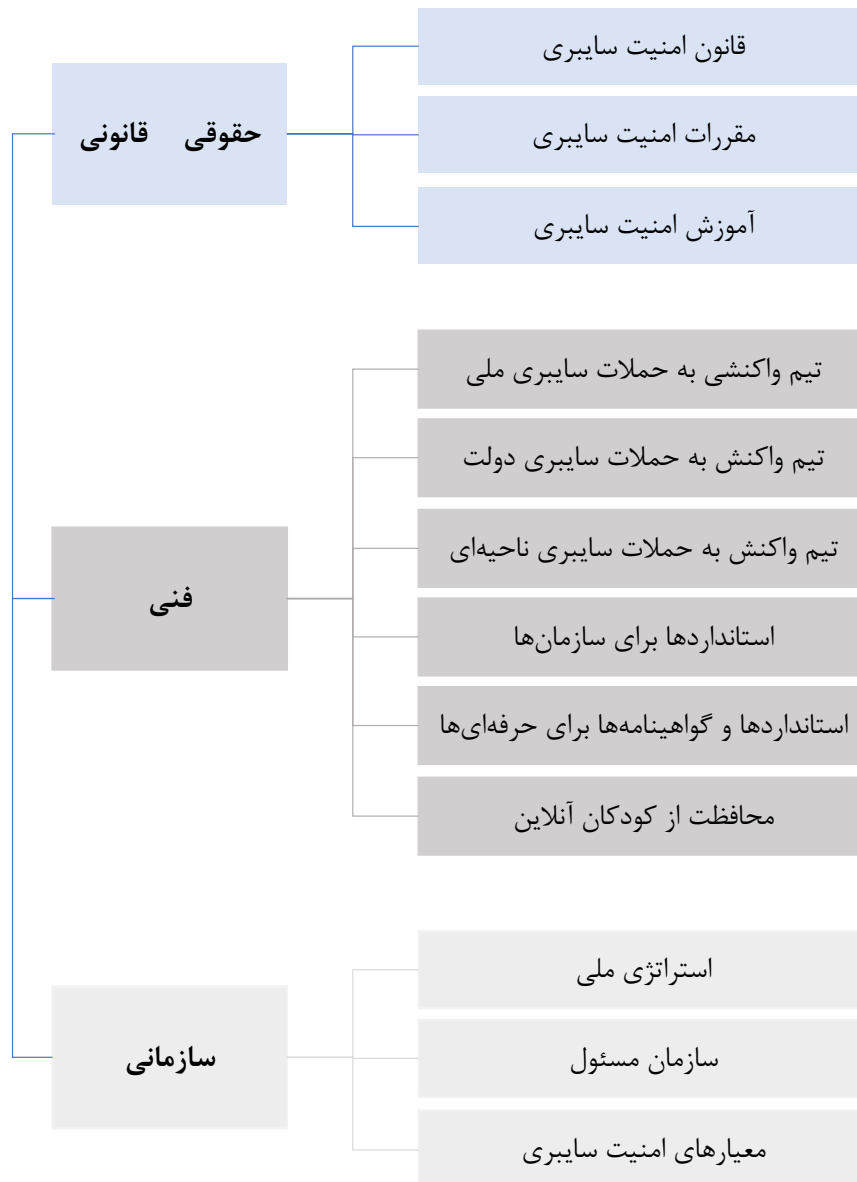 حقوقی قانونی
قانون امنیت سایبری
مقررات امنیت سایبری
آموزش امنیت سایبری
فنی
تیم واکنشی به حملات سایبری ملی
تیم واکنش به حملات سایبری دولت
تیم واکنش به حملات سایبری ناحیه‌ای
استانداردها برای سازمان‌ها
استانداردها و گواهینامه‌ها برای حرفه‌ای‌ها
محافظت از کودکان آنلاین
سازمانی
استراتژی ملی
سازمان مسئول
معیارهای امنیت سایبری